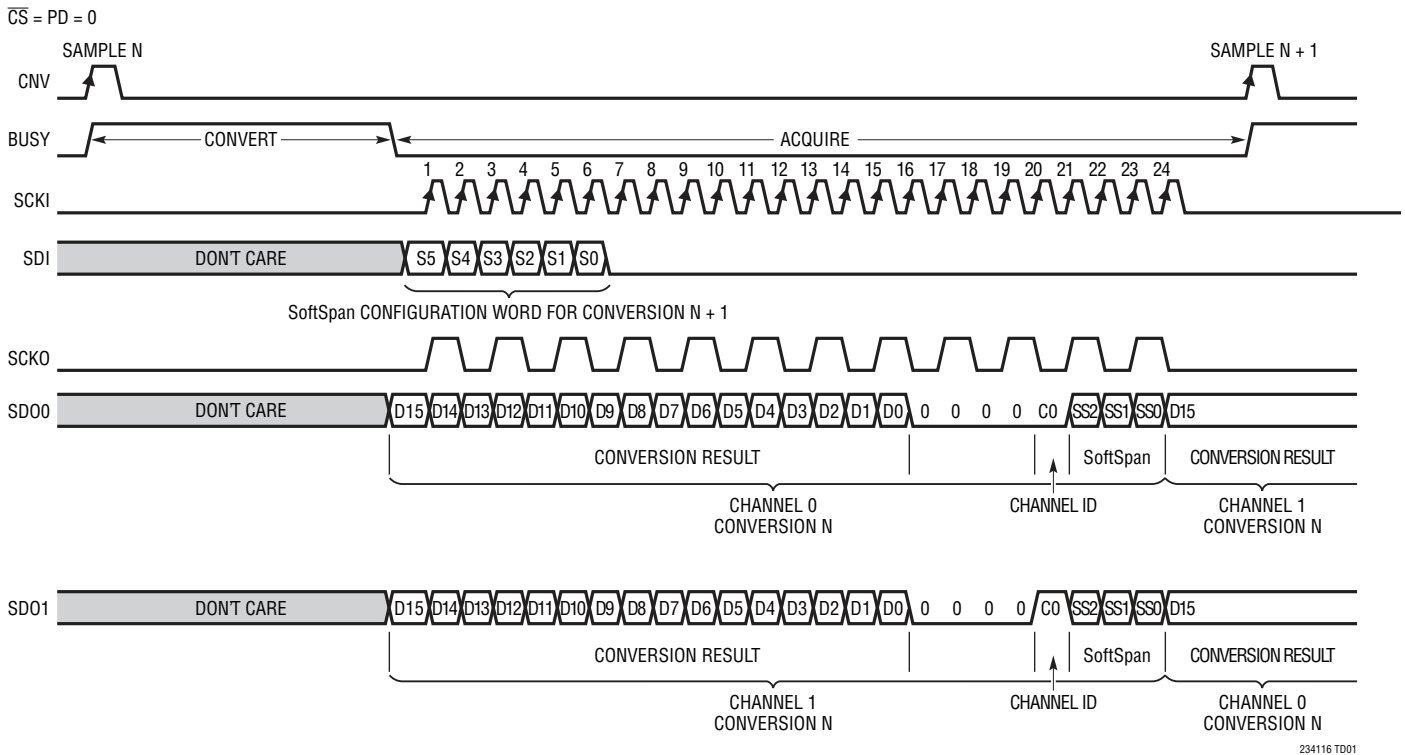 CS = PD = 0
SAMPLE N SAMPLE N + 1
CNV
BUSY CONVERT ACQUIRE
1 2 3 4 5 6 7 8 9 10 11 12 13 14 15 16 17 18 19 20 21 22 23 24
SCKI
SDI DON'T CARE S5 S4 S3 S2 S1 S0
SoftSpan CONFIGURATION WORD FOR CONVERSION N + 1
SCKO
SDO0 DON'T CARE D15 D14 D13 D12 D11 D10 D9 D8 D7 D6 D5 D4 D3 D2 D1 D0 0 0 0 0 C0 SS2 SS1 SS0 D15
CONVERSION RESULT SoftSpan CONVERSION RESULT
CHANNEL 0 CHANNEL ID CHANNEL 1
CONVERSION N CONVERSION N
SDO1 DON'T CARE D15 D14 D13 D12 D11 D10 D9 D8 D7 D6 D5 D4 D3 D2 D1 D0 0 0 0 0 C0 SS2 SS1 SS0 D15
CONVERSION RESULT SoftSpan CONVERSION RESULT
CHANNEL 1 CHANNEL ID CHANNEL 0
CONVERSION N CONVERSION N
234116 TD01